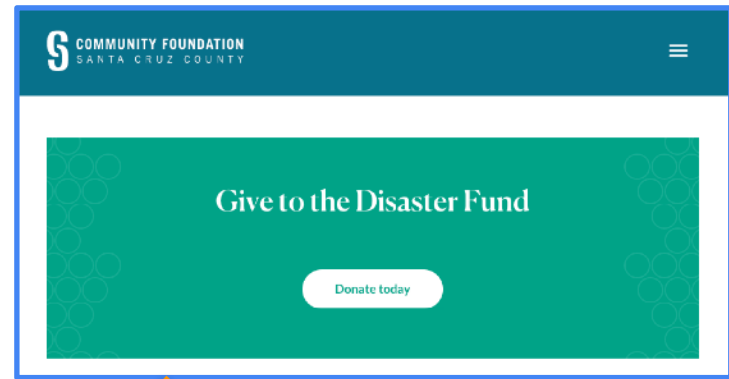 COMMUNITY FOUNDATION
SANTA CRUZ COUNTY
Give to the Disaster Fund
Donate today